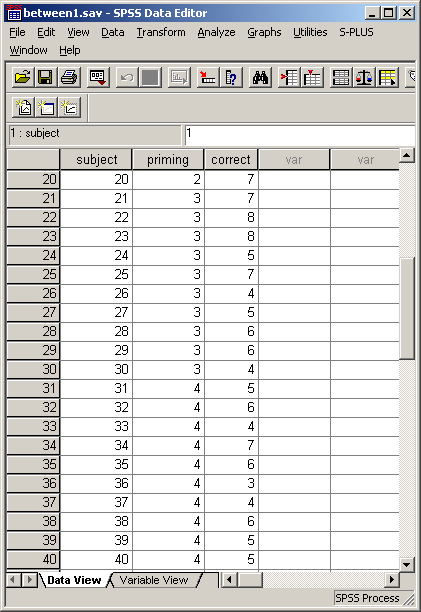 between1.sav - SPSS Data Editor
File Edit View Data Transform Analyze Graphs Utilities S-PLUS
Window Help
1 : subject 1
subject priming correct var var
20 20 2 7
21 21 3 7
22 22 3 8
23 23 3 8
24 24 3 5
25 25 3 7
26 26 3 4
27 27 3 5
28 28 3 6
29 29 3 6
30 30 3 4
31 31 4 5
32 32 4 6
33 33 4 4
34 34 4 7
35 35 4 6
36 36 4 3
37 37 4 4
38 38 4 6
39 39 4 5
40 40 4 5
Data View Variable View
SPSS Process